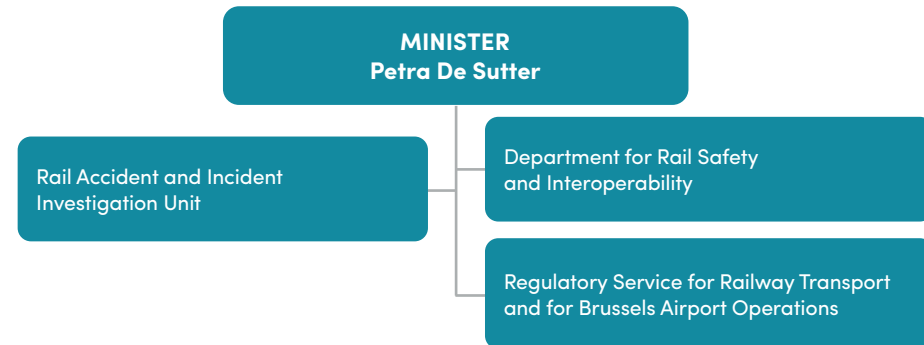 MINISTER
Petra De Sutter
Rail Accident and Incident
Investigation Unit
Department for Rail Safety
and Interoperability
Regulatory Service for Railway Transport
and for Brussels Airport Operations